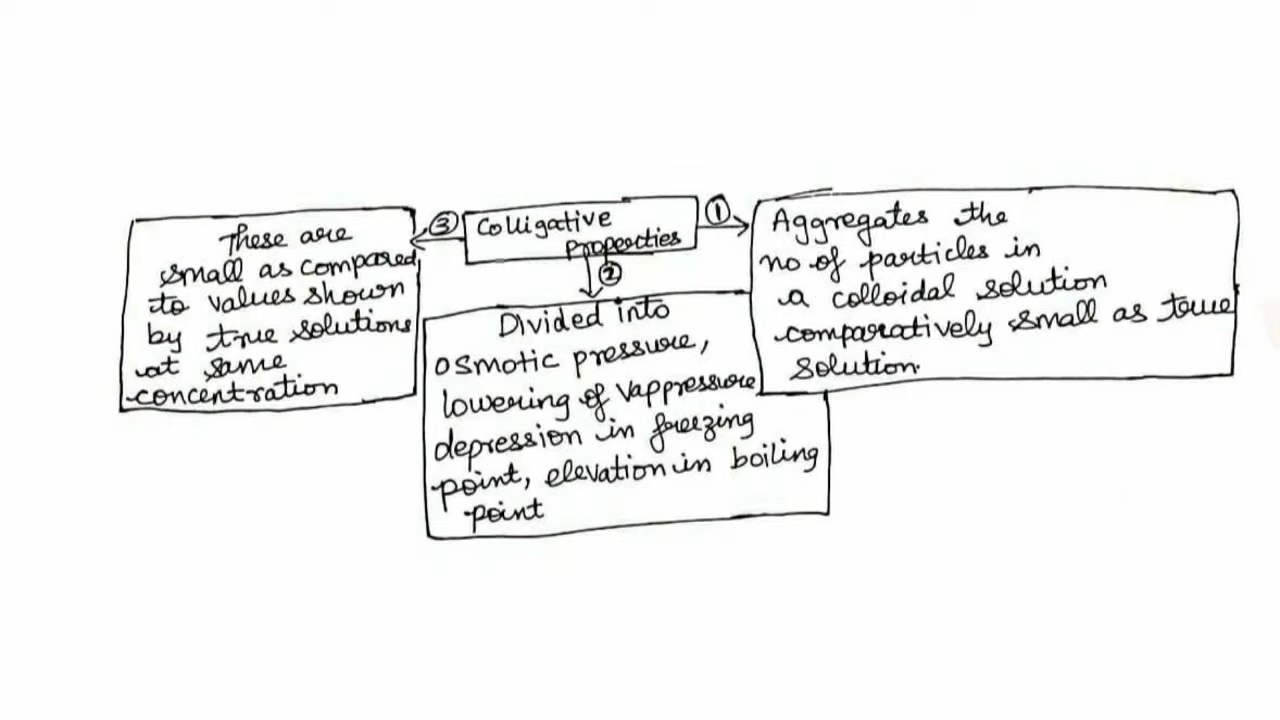 Colligative
Properties
①
Aggregates the
no of particles in
a colloidal solution
comparatively small as true
solution.
②
Divided into
osmotic pressure,
lowering of vappressure
depression in freezing
point, elevation in boiling
point
③
These are
small as compared
to values shown
by true solutions
at same
concentration